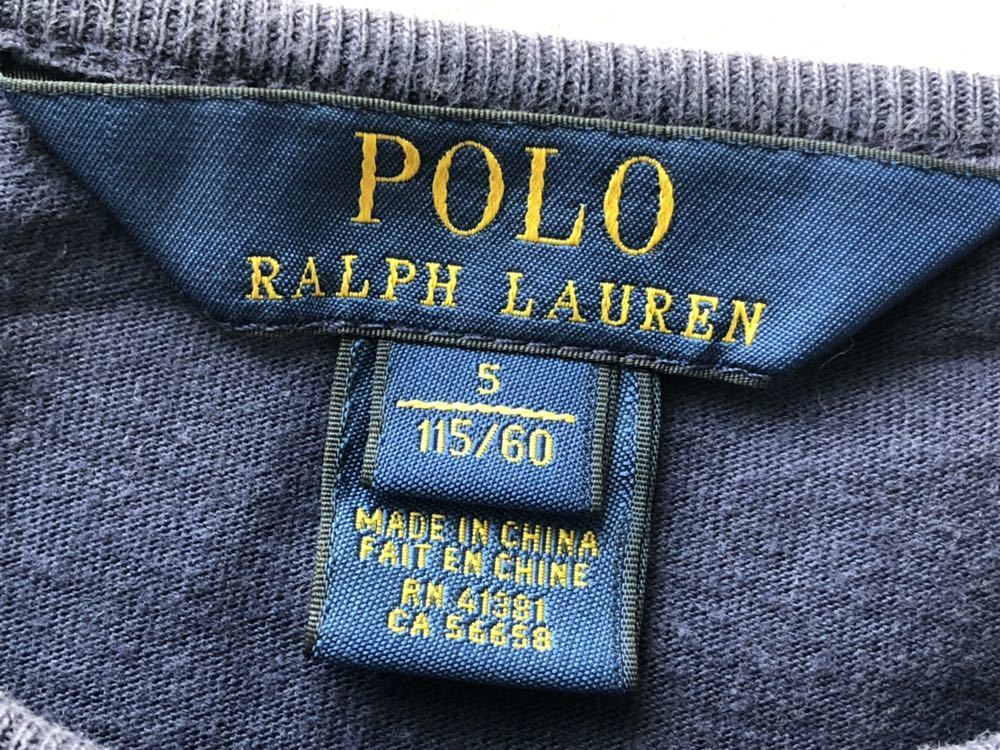 POLO
RALPH LAUREN
5
115/60
MADE IN CHINA
FAIT EN CHINE
RN 41381
CA 56658